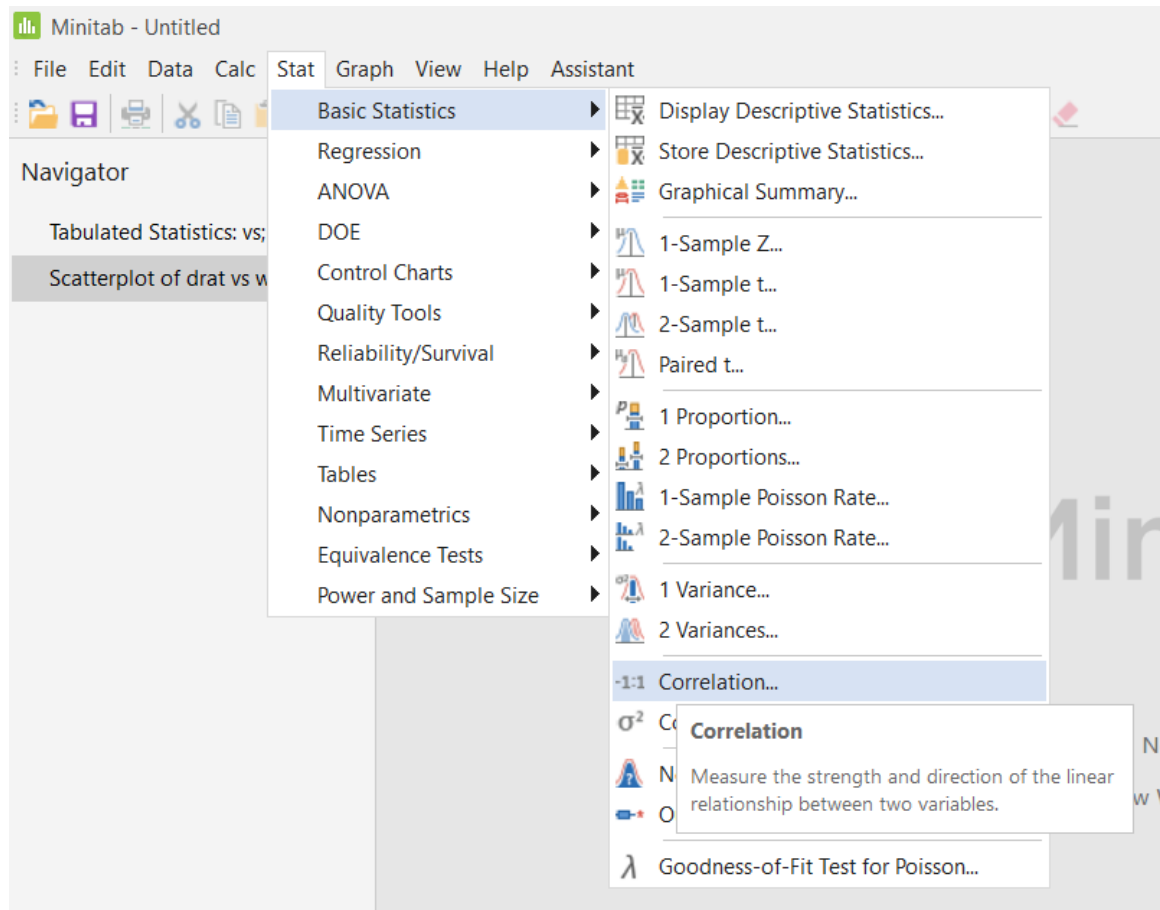 Minitab - Untitled
File Edit Data Calc Stat Graph View Help Assistant
Navigator
Tabulated Statistics: vs;
Scatterplot of drat vs w
Basic Statistics
Regression
ANOVA
DOE
Control Charts
Quality Tools
Reliability/Survival
Multivariate
Time Series
Tables
Nonparametrics
Equivalence Tests
Power and Sample Size
Display Descriptive Statistics...
Store Descriptive Statistics...
Graphical Summary...
1-Sample Z...
1-Sample t...
2-Sample t...
Paired t...
1 Proportion...
2 Proportions...
1-Sample Poisson Rate...
2-Sample Poisson Rate...
1 Variance...
2 Variances...
-1:1 Correlation...
σ²
Correlation
Measure the strength and direction of the linear
relationship between two variables.
λ Goodness-of-Fit Test for Poisson...